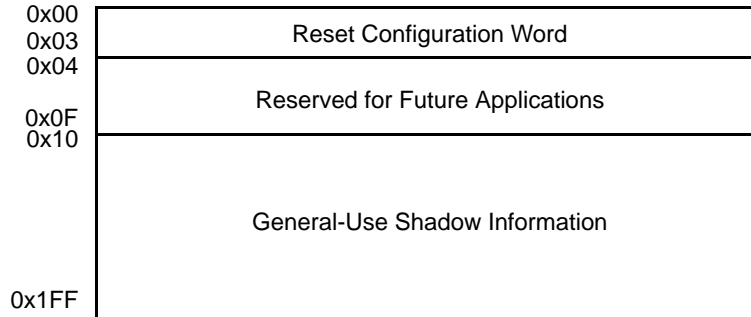 0x00
Reset Configuration Word
0x03
0x04
Reserved for Future Applications
0x0F
0x10
General-Use Shadow Information
0x1FF